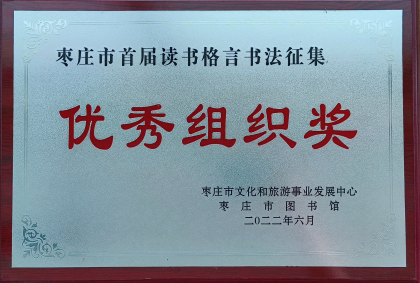 枣庄市首届读书格言书法征集
优秀组织奖
枣庄市文化和旅游事业发展中心
枣庄市图书馆
二〇二二年六月